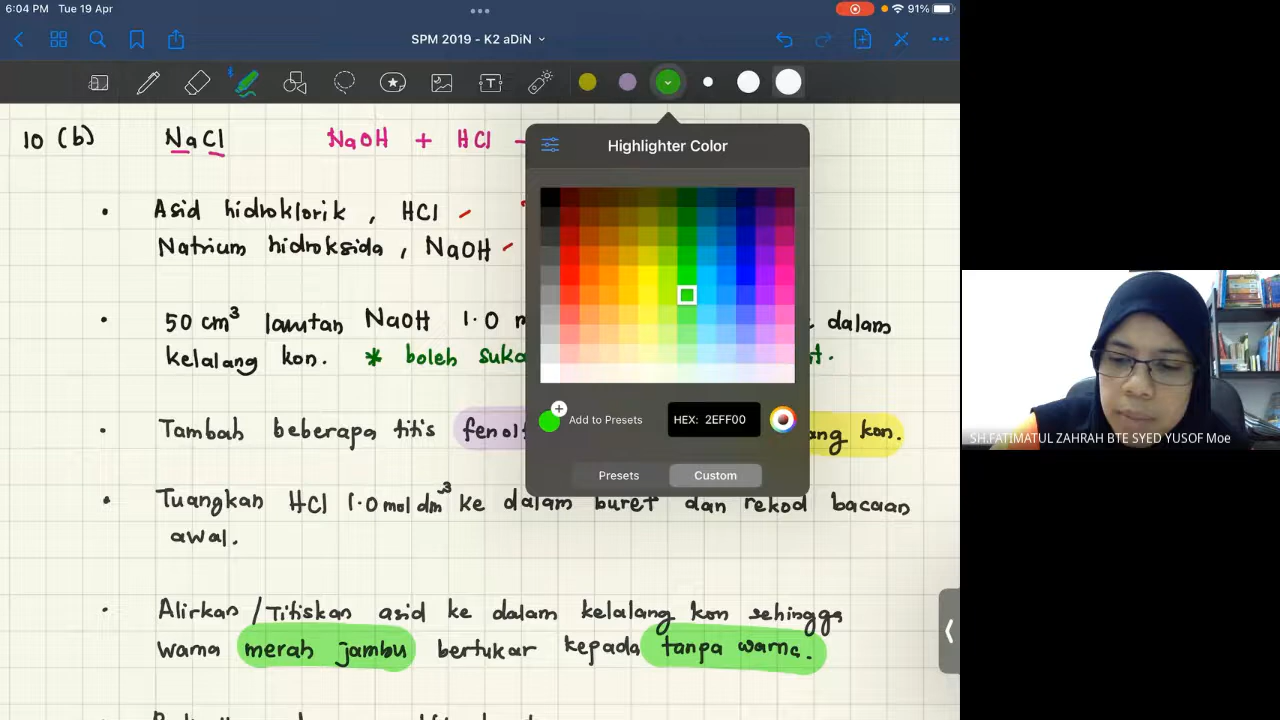 6:04 PM Tue 19 Apr
91%
SPM 2019 - K2 aDiN
Highlighter Color
HEX: 2EFF00
Add to Presets
Presets Custom
10 (b) NaCl NaOH + HCl
• Asid hidroklorik , HCl
Natrium hidroksida , NaOH
• 50 cm³ larutan NaOH 1.0 dalam
kelalang kon. * boleh
• Tambah beberapa titis kon.
• Tuangkan HCl 1.0 mol dm⁻³ ke dalam buret dan rekod bacaan
awal.
• Alirkan / Titiskan asid ke dalam kelalang kon sehingga
warna merah jambu bertukar kepada tanpa warna.
SH.FATIMATUL ZAHRAH BTE SYED YUSOF Moe